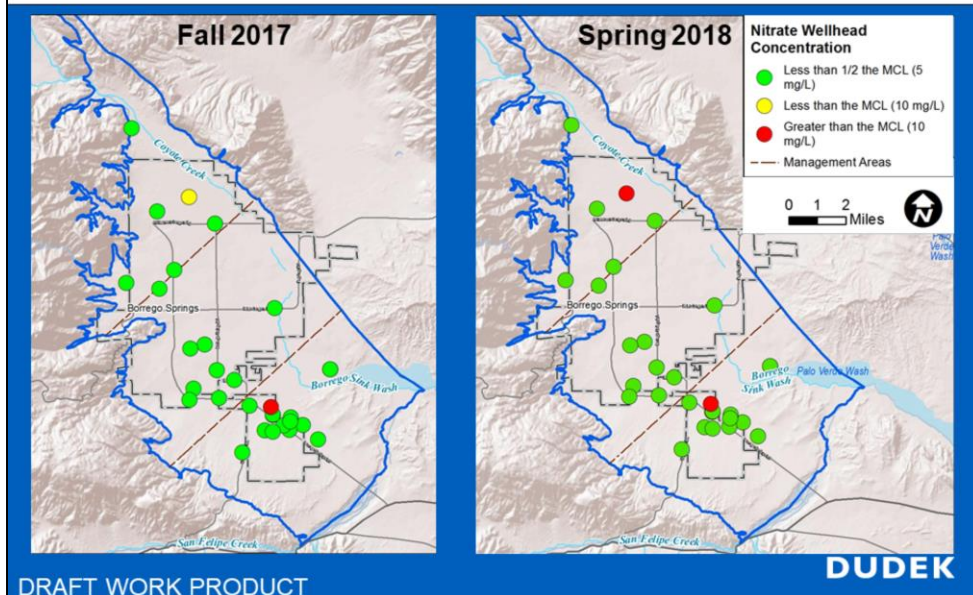 Fall 2017
Spring 2018
Nitrate Wellhead
Concentration
Less than 1/2 the MCL (5
mg/L)
Less than the MCL (10 mg/L)
Greater than the MCL (10
mg/L)
Management Areas
0 1 2
Miles
N
Coyote Creek
Borrego Springs
Borrego Sink Wash
San Felipe Creek
Coyote Creek
Palo
Verde
Wash
Borrego Springs
Borrego
Sink Wash
Palo Verde Wash
San Felipe Creek
DUDEK
DRAFT WORK PRODUCT